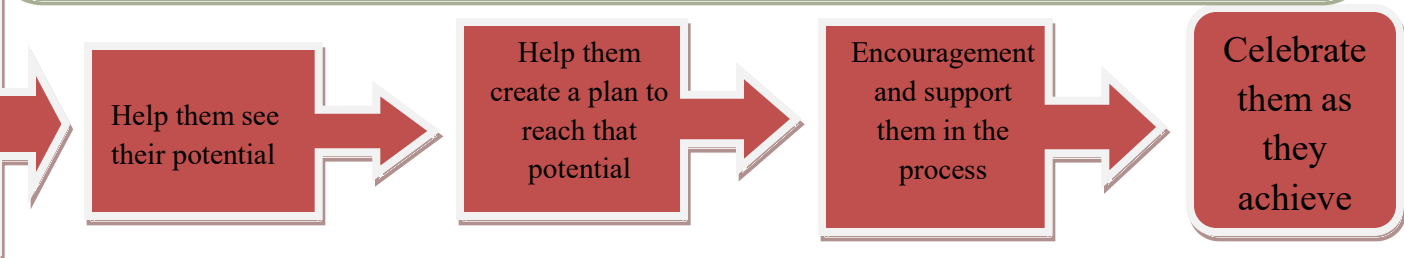 Help them see
their potential
Help them
create a plan to
reach that
potential
Encouragement
and support
them in the
process
Celebrate
them as
they
achieve